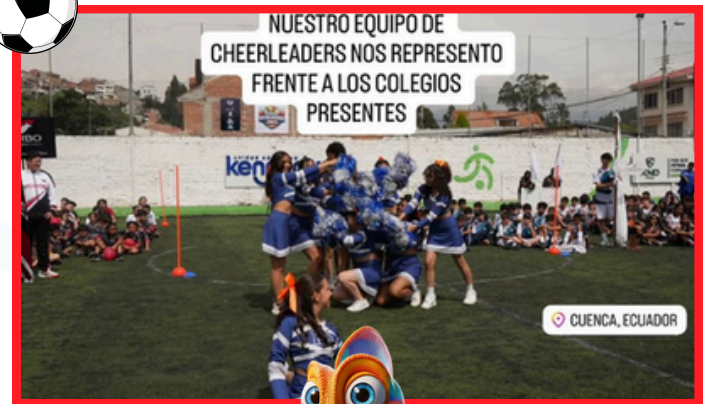 NUESTRO EQUIPO DE
CHEERLEADERS NOS REPRESENTO
FRENTE A LOS COLEGIOS
PRESENTES
CUENCA, ECUADOR